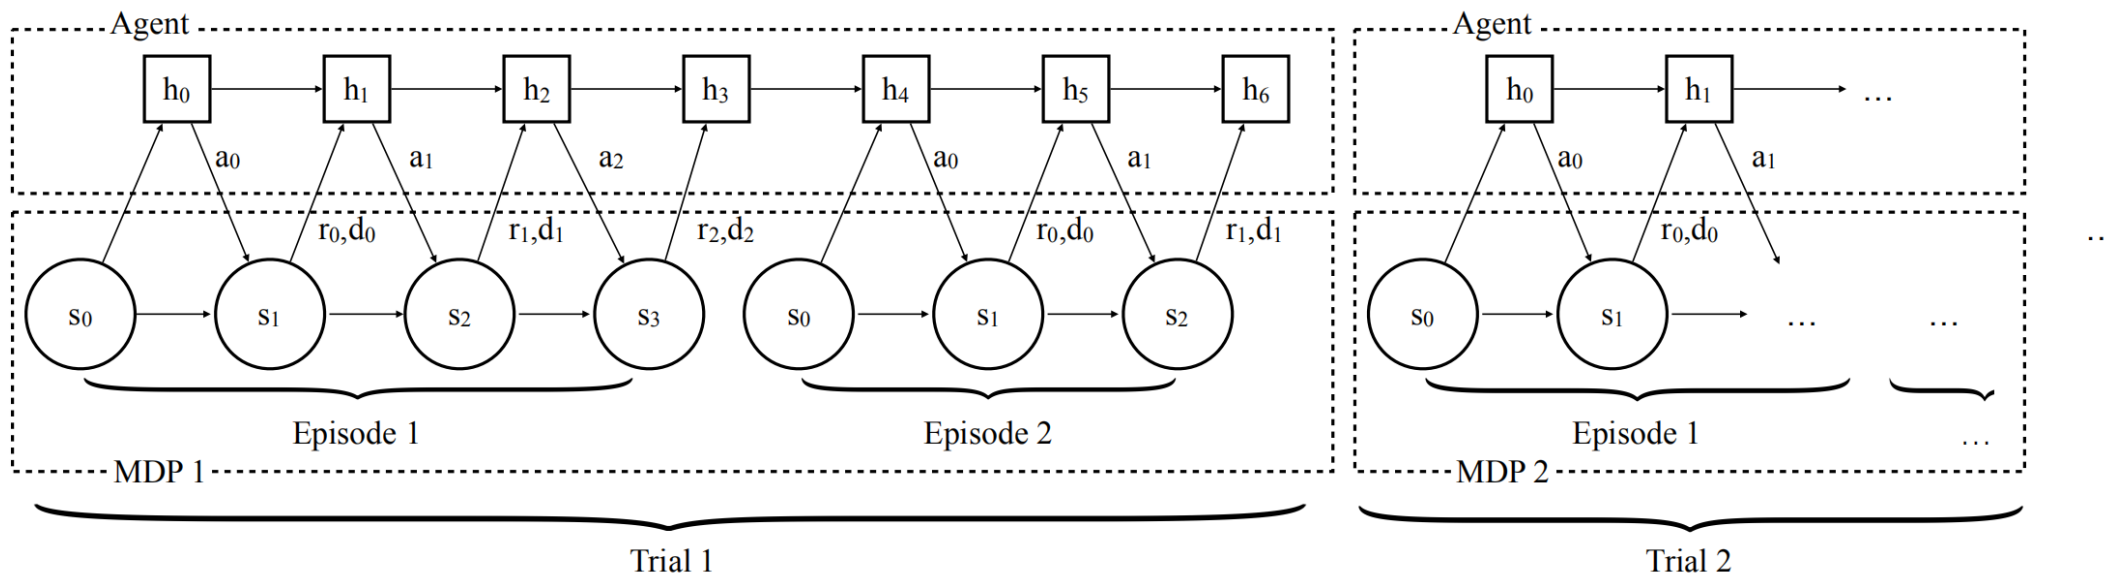 Agent Agent
h₀ h₁ h₂ h₃ h₄ h₅ h₆ h₀ h₁ ...
a₀ a₁ a₂ a₀ a₁ a₀ a₁
r₀,d₀ r₁,d₁ r₂,d₂ r₀,d₀ r₁,d₁ r₀,d₀ ..
s₀ s₁ s₂ s₃ s₀ s₁ s₂ s₀ s₁ ... ...
Episode 1 Episode 2 Episode 1 ...
MDP 1 MDP 2
Trial 1 Trial 2